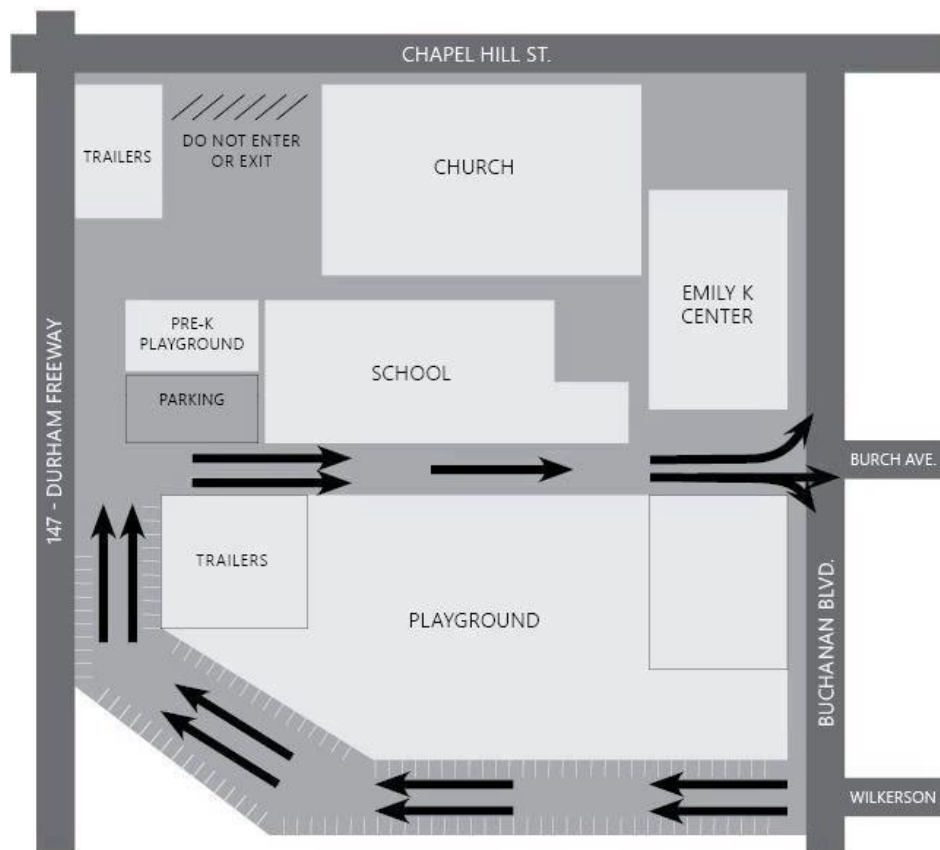 CHAPEL HILL ST.
TRAILERS
DO NOT ENTER
OR EXIT
CHURCH
EMILY K
CENTER
PRE-K
PLAYGROUND
SCHOOL
PARKING
147 - DURHAM FREEWAY
BURCH AVE.
TRAILERS
PLAYGROUND
BUCHANAN BLVD.
WILKERSON